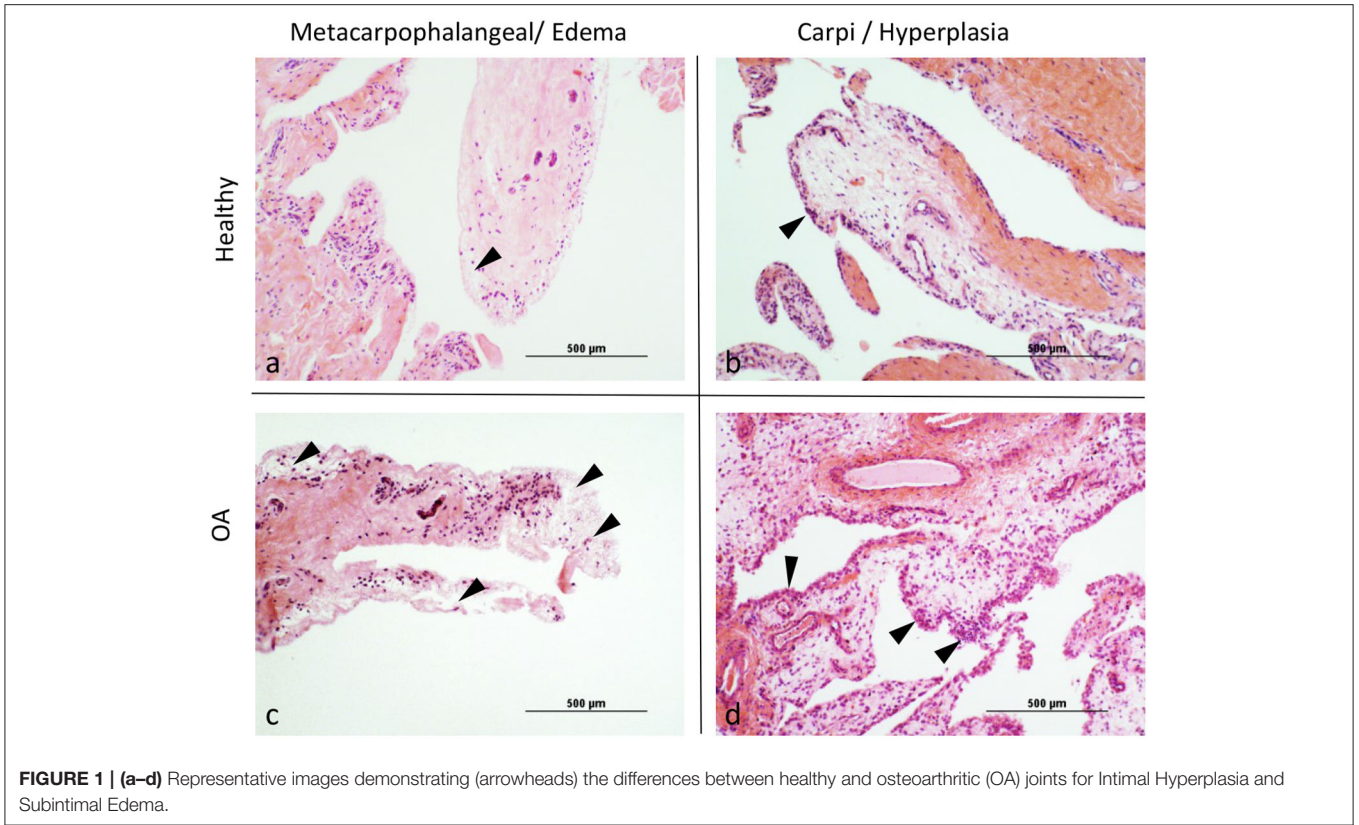 Metacarpophalangeal/ Edema
Carpi / Hyperplasia
Healthy
500 µm
a
500 µm
b
OA
500 µm
c
500 µm
d
FIGURE 1 | (a–d) Representative images demonstrating (arrowheads) the differences between healthy and osteoarthritic (OA) joints for Intimal Hyperplasia and
Subintimal Edema.